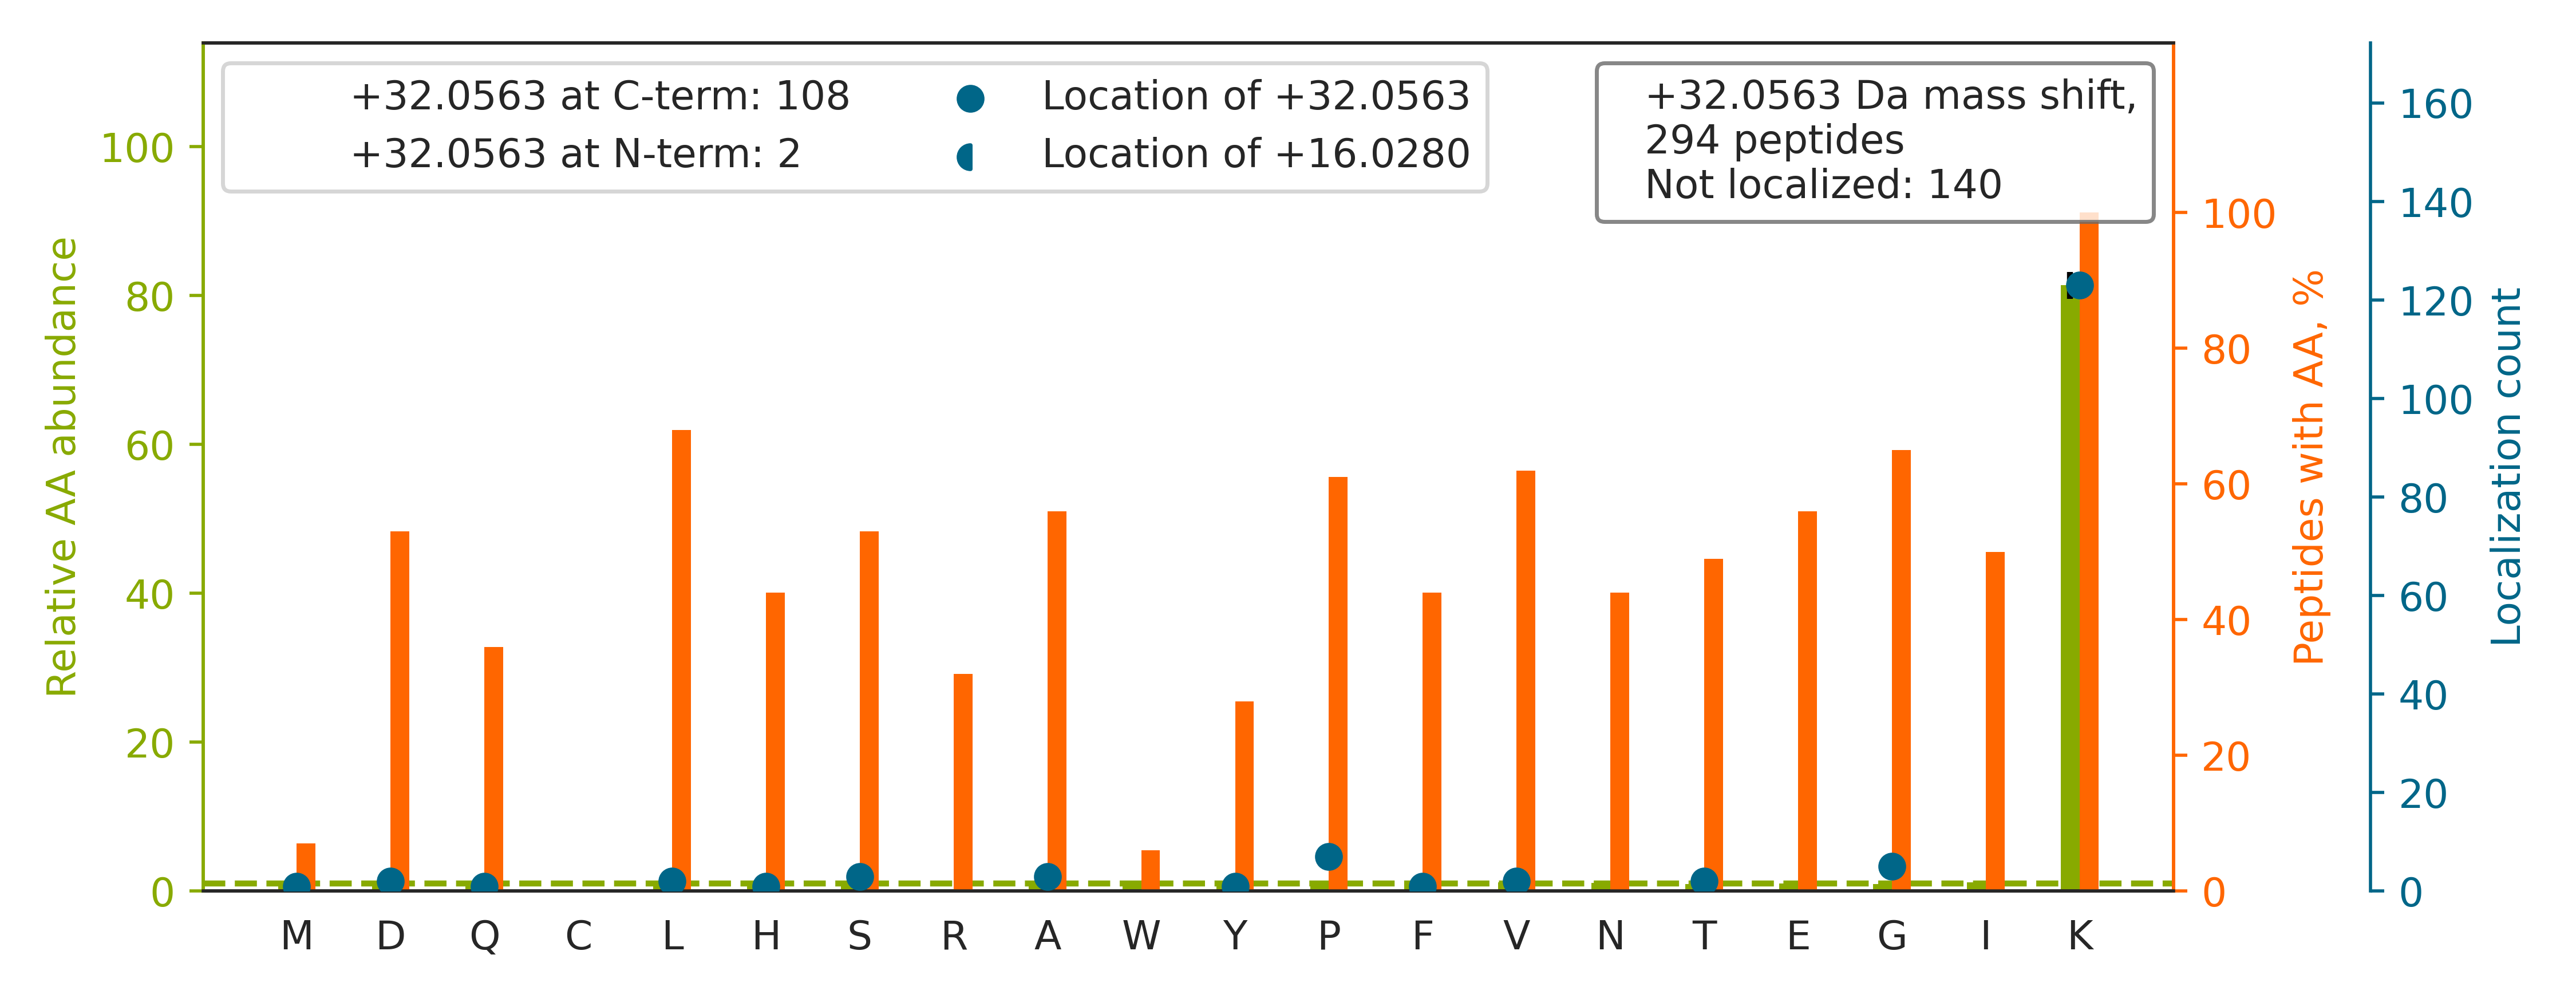 +32.0563 at C-term: 108
+32.0563 at N-term: 2
Location of +32.0563
Location of +16.0280
+32.0563 Da mass shift,
294 peptides
Not localized: 140
Relative AA abundance
100
80
60
40
20
0
M D Q C L H S R A W Y P F V N T E G I K
100
80
60
40
20
0
Peptides with AA, %
160
140
120
100
80
60
40
20
0
Localization count